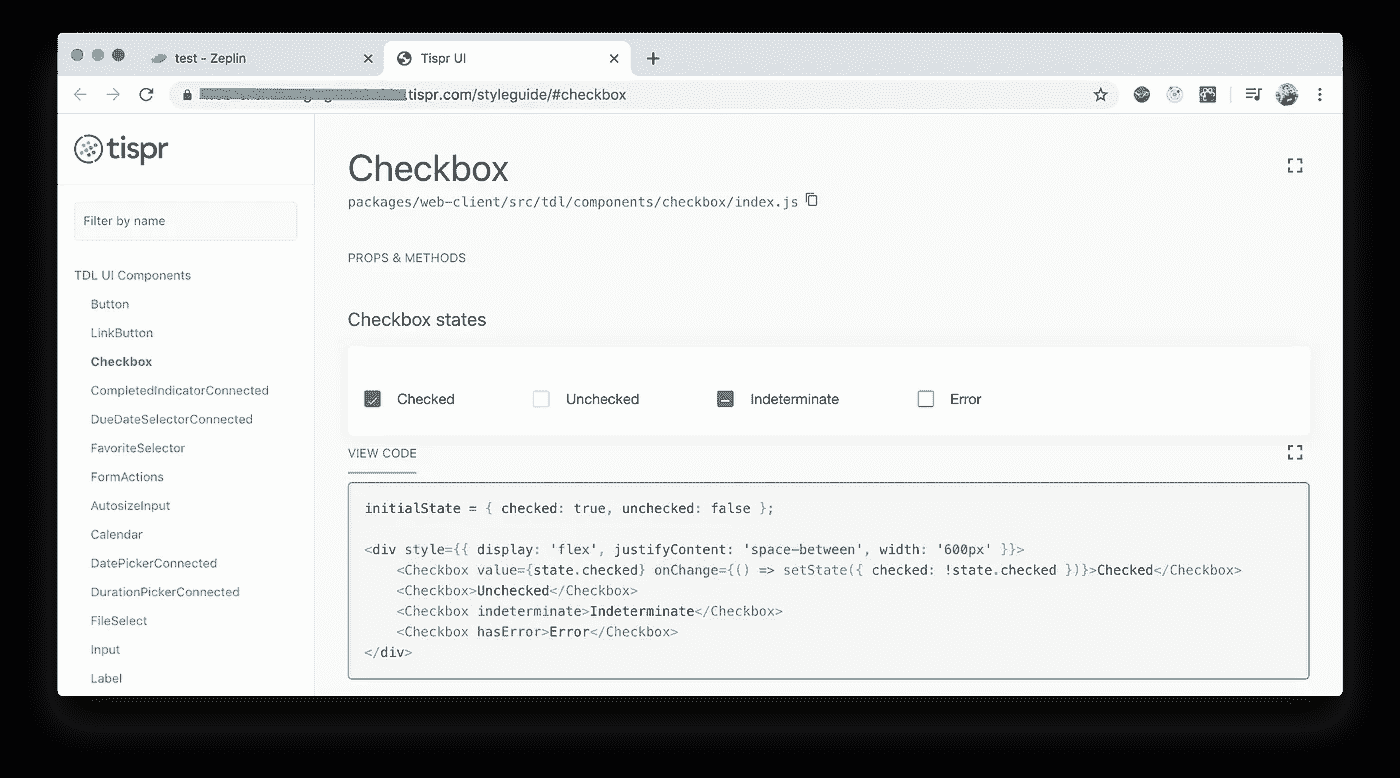 test - Zeplin
Tispr UI
.tispr.com/styleguide/#checkbox
tispr
Filter by name
TDL UI Components
Button
LinkButton
Checkbox
CompletedIndicatorConnected
DueDateSelectorConnected
FavoriteSelector
FormActions
AutosizeInput
Calendar
DatePickerConnected
DurationPickerConnected
FileSelect
Input
Label
Checkbox
packages/web-client/src/tdl/components/checkbox/index.js
PROPS & METHODS
Checkbox states
Checked Unchecked Indeterminate Error
VIEW CODE
initialState = { checked: true, unchecked: false };
<div style={{ display: 'flex', justifyContent: 'space-between', width: '600px' }}>
    <Checkbox value={state.checked} onChange={() => setState({ checked: !state.checked })}>Checked</Checkbox>
    <Checkbox>Unchecked</Checkbox>
    <Checkbox indeterminate>Indeterminate</Checkbox>
    <Checkbox hasError>Error</Checkbox>
</div>